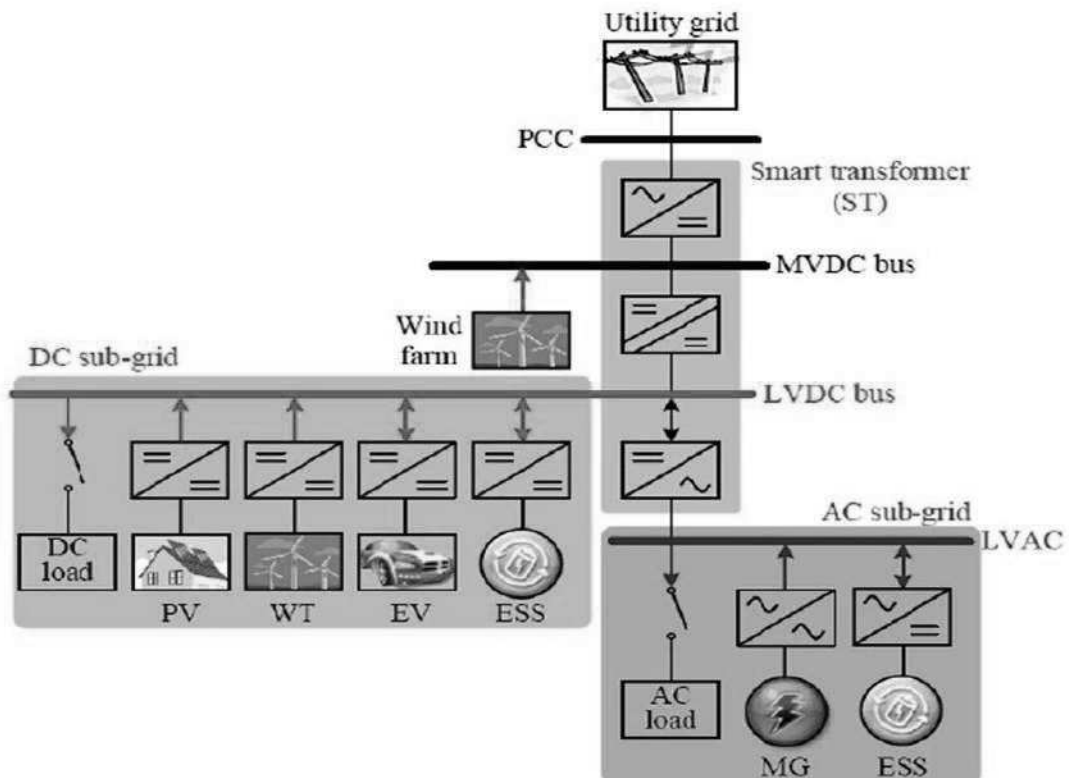 Utility grid
PCC
Smart transformer
(ST)
MVDC bus
Wind
farm
DC sub-grid
LVDC bus
DC
load
PV
WT
EV
ESS
AC sub-grid
LVAC
AC
load
MG
ESS